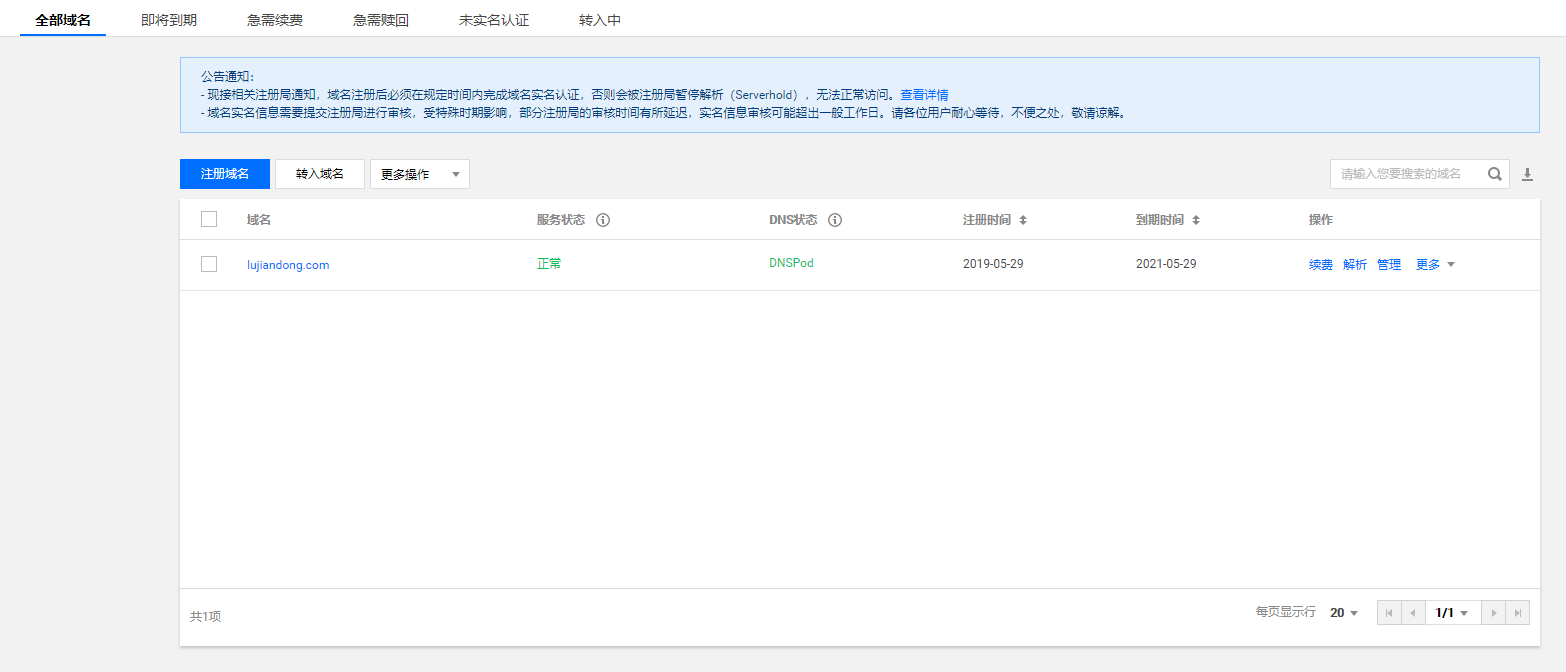 全部域名 即将到期 急需续费 急需赎回 未实名认证 转入中
公告通知:
- 现接相关注册局通知，域名注册后必须在规定时间内完成域名实名认证，否则会被注册局暂停解析（Serverhold），无法正常访问。查看详情
- 域名实名信息需要提交注册局进行审核，受特殊时期影响，部分注册局的审核时间有所延迟，实名信息审核可能超出一般工作日。请各位用户耐心等待，不便之处，敬请谅解。
注册域名 转入域名 更多操作 请输入您要搜索的域名
域名 服务状态 DNS状态 注册时间 到期时间 操作
lujiandong.com 正常 DNSPod 2019-05-29 2021-05-29 续费 解析 管理 更多
共1项 每页显示行 20 1/1